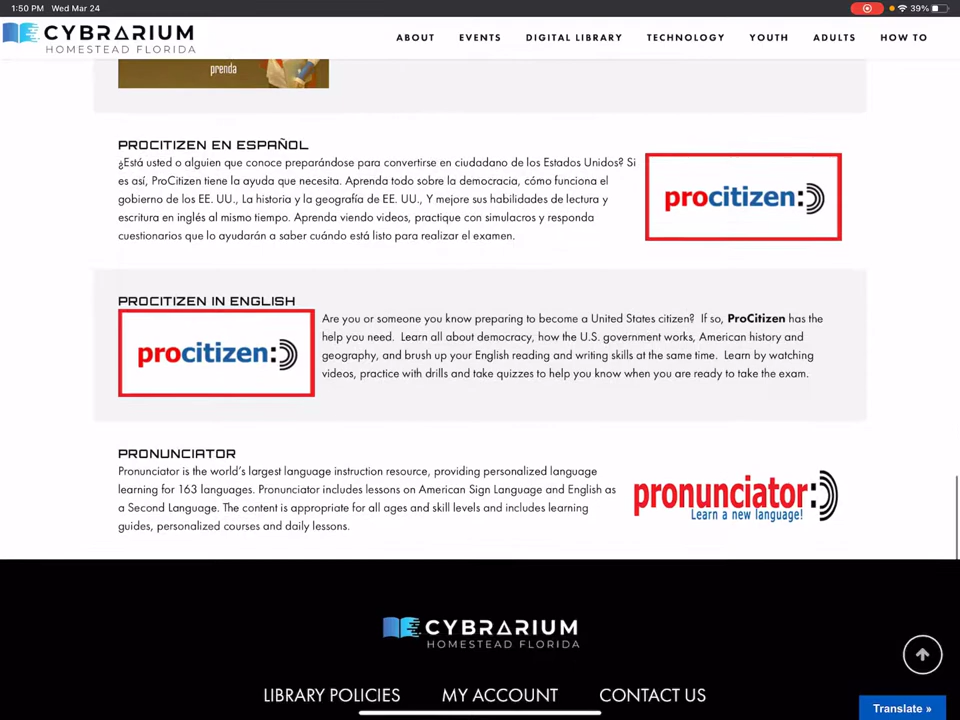 1:50 PM Wed Mar 24
39%
CYBRARIUM
HOMESTEAD FLORIDA
ABOUT EVENTS DIGITAL LIBRARY TECHNOLOGY YOUTH ADULTS HOW TO
prenda
PROCITIZEN EN ESPAÑOL
¿Está usted o alguien que conoce preparándose para convertirse en ciudadano de los Estados Unidos? Si
es así, ProCitizen tiene la ayuda que necesita. Aprenda todo sobre la democracia, cómo funciona el
gobierno de los EE. UU., La historia y la geografía de EE. UU., Y mejore sus habilidades de lectura y
escritura en inglés al mismo tiempo. Aprenda viendo videos, practique con simulacros y responda
cuestionarios que lo ayudarán a saber cuándo está listo para realizar el examen.
procitizen:)
PROCITIZEN IN ENGLISH
procitizen:)
Are you or someone you know preparing to become a United States citizen? If so, ProCitizen has the
help you need. Learn all about democracy, how the U.S. government works, American history and
geography, and brush up your English reading and writing skills at the same time. Learn by watching
videos, practice with drills and take quizzes to help you know when you are ready to take the exam.
PRONUNCIATOR
Pronunciator is the world's largest language instruction resource, providing personalized language
learning for 163 languages. Pronunciator includes lessons on American Sign Language and English as
a Second Language. The content is appropriate for all ages and skill levels and includes learning
guides, personalized courses and daily lessons.
pronunciator:)
Learn a new language!
CYBRARIUM
HOMESTEAD FLORIDA
LIBRARY POLICIES MY ACCOUNT CONTACT US
Translate »